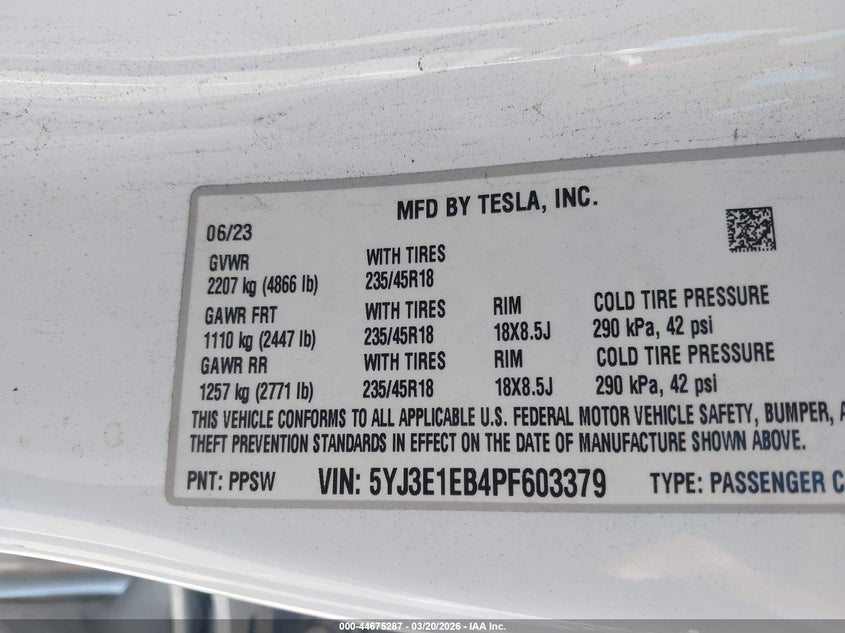 MFD BY TESLA, INC.
06/23
GVWR WITH TIRES
2207 kg (4866 lb) 235/45R18
GAWR FRT WITH TIRES RIM COLD TIRE PRESSURE
1110 kg (2447 lb) 235/45R18 18X8.5J 290 kPa, 42 psi
GAWR RR WITH TIRES RIM COLD TIRE PRESSURE
1257 kg (2771 lb) 235/45R18 18X8.5J 290 kPa, 42 psi
THIS VEHICLE CONFORMS TO ALL APPLICABLE U.S. FEDERAL MOTOR VEHICLE SAFETY, BUMPER, A
THEFT PREVENTION STANDARDS IN EFFECT ON THE DATE OF MANUFACTURE SHOWN ABOVE.
PNT: PPSW VIN: 5YJ3E1EB4PF603379 TYPE: PASSENGER C
000-44675287 - 03/20/2026 - IAA Inc.